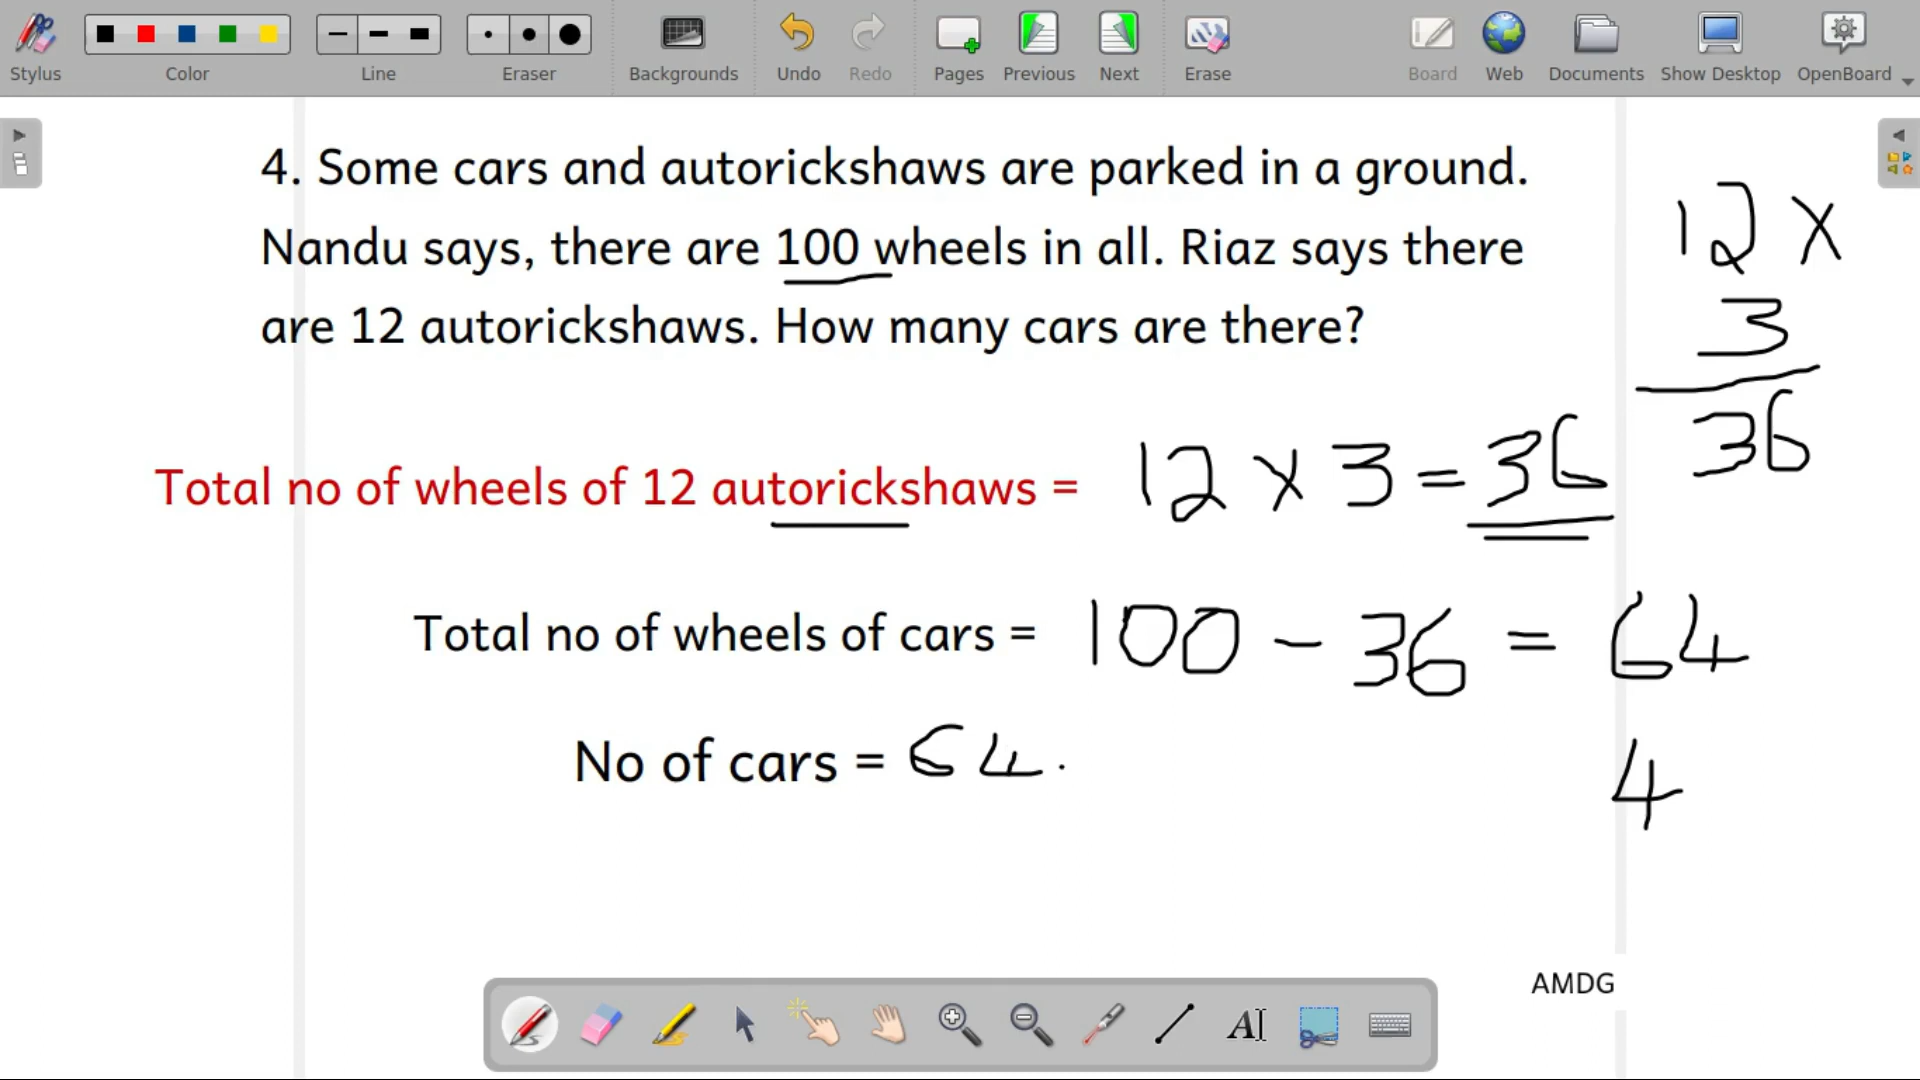 Stylus Color Line Eraser Backgrounds Undo Redo Pages Previous Next Erase Board Web Documents Show Desktop OpenBoard
4. Some cars and autorickshaws are parked in a ground.
Nandu says, there are 100 wheels in all. Riaz says there
are 12 autorickshaws. How many cars are there?
12 ×
3
36
Total no of wheels of 12 autorickshaws = 12 × 3 = 36
Total no of wheels of cars = 100 - 36 = 64
No of cars = 64.
4
AMDG
AI